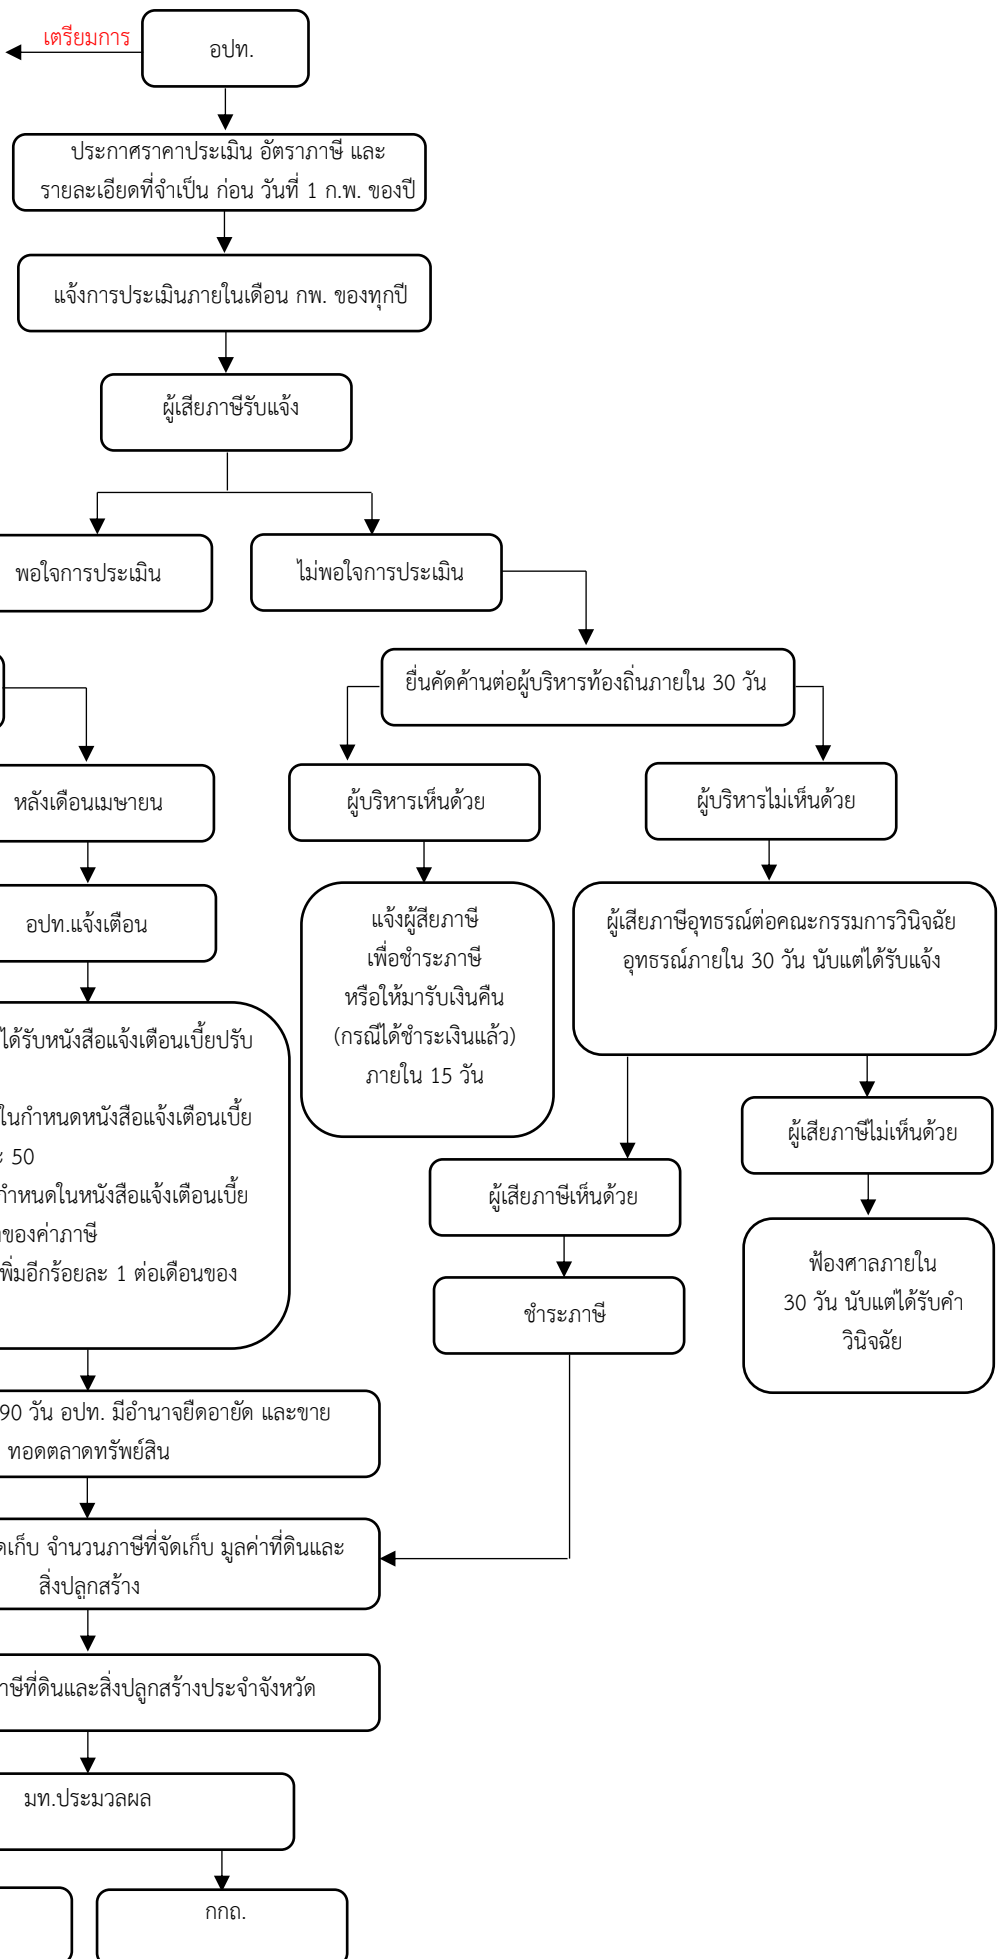 เตรียมการ
อปท.
ประกาศราคาประเมิน อัตราภาษี และ
รายละเอียดที่จำเป็น ก่อน วันที่ 1 ก.พ. ของปี
แจ้งการประเมินภายในเดือน กพ. ของทุกปี
ผู้เสียภาษีรับแจ้ง
พอใจการประเมิน
ไม่พอใจการประเมิน
ยื่นคัดค้านต่อผู้บริหารท้องถิ่นภายใน 30 วัน
หลังเดือนเมษายน
ผู้บริหารเห็นด้วย
ผู้บริหารไม่เห็นด้วย
อปท.แจ้งเตือน
แจ้งผู้สียภาษี
เพื่อชำระภาษี
หรือให้มารับเงินคืน
(กรณีได้ชำระเงินแล้ว)
ภายใน 15 วัน
ผู้เสียภาษีอุทธรณ์ต่อคณะกรรมการวินิจฉัย
อุทธรณ์ภายใน 30 วัน นับแต่ได้รับแจ้ง
ได้รับหนังสือแจ้งเตือนเบี้ยปรับ
ในกำหนดหนังสือแจ้งเตือนเบี้ย
50
กำหนดในหนังสือแจ้งเตือนเบี้ย
ของค่าภาษี
พิ่มอีกร้อยละ 1 ต่อเดือนของ
ผู้เสียภาษีไม่เห็นด้วย
ผู้เสียภาษีเห็นด้วย
ฟ้องศาลภายใน
30 วัน นับแต่ได้รับคำ
วินิจฉัย
ชำระภาษี
90 วัน อปท. มีอำนาจยึดอายัด และขาย
ทอดตลาดทรัพย์สิน
ดเก็บ จำนวนภาษีที่จัดเก็บ มูลค่าที่ดินและ
สิ่งปลูกสร้าง
าษีที่ดินและสิ่งปลูกสร้างประจำจังหวัด
มท.ประมวลผล
กกถ.